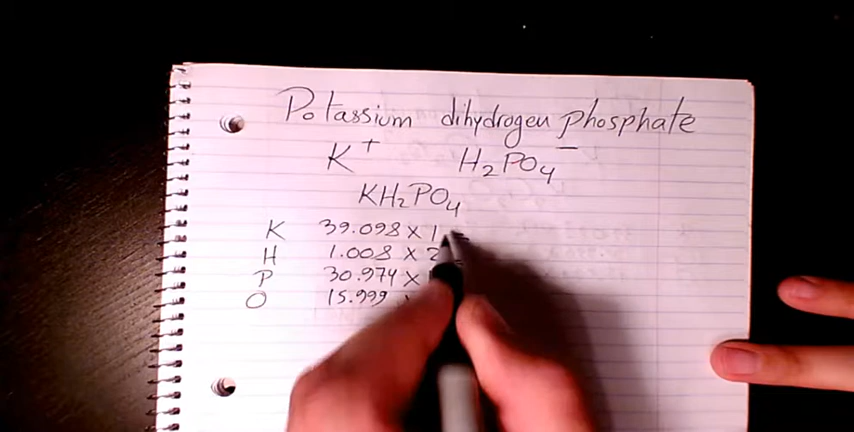 Potassium dihydrogen phosphate
K⁺ H₂PO₄⁻
KH₂PO₄
K 39.098 × 1 =
H 1.008 × 2 =
P 30.974 ×
O 15.999